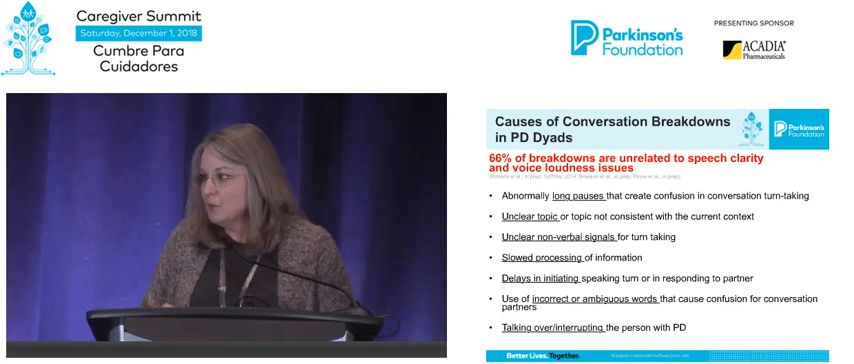 Caregiver Summit
Saturday, December 1, 2018
Cumbre Para
Cuidadores
Parkinson's
Foundation
PRESENTING SPONSOR
ACADIA®
Pharmaceuticals
Causes of Conversation Breakdowns
in PD Dyads
Parkinson's
Foundation
66% of breakdowns are unrelated to speech clarity
and voice loudness issues
• Abnormally long pauses that create confusion in conversation turn-taking
• Unclear topic or topic not consistent with the current context
• Unclear non-verbal signals for turn taking
• Slowed processing of information
• Delays in initiating speaking turn or in responding to partner
• Use of incorrect or ambiguous words that cause confusion for conversation
partners
• Talking over/interrupting the person with PD
Better Lives. Together.